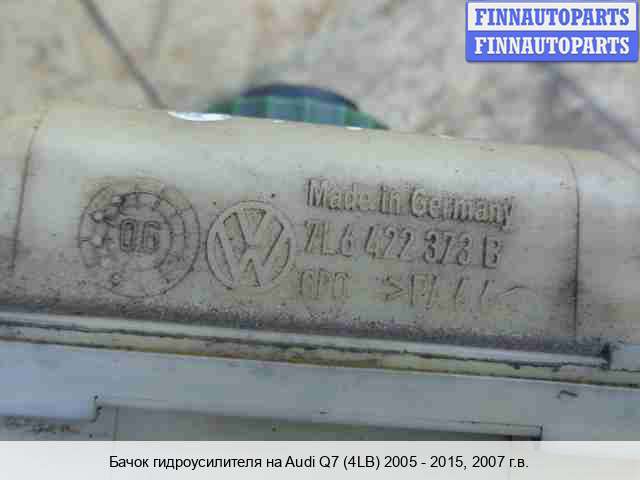 FINNAUTOPARTS
FINNAUTOPARTS
Made in Germany
06
7L6 422 373 B
Бачок гидроусилителя на Audi Q7 (4LB) 2005 - 2015, 2007 г.в.